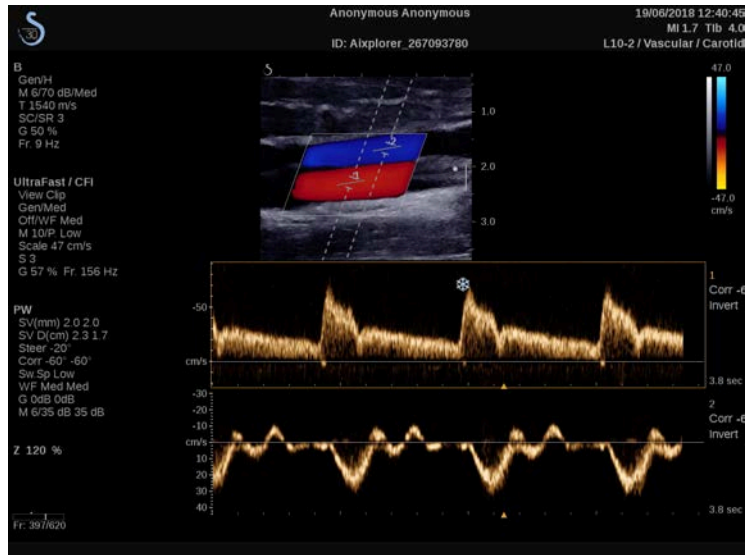 Anonymous Anonymous
19/06/2018 12:40:45
MI 1.7 TIb 4.0
ID: Aixplorer_267093780
L10-2 / Vascular / Carotid
30
B
Gen/H
M 6/70 dB/Med
T 1540 m/s
SC/SR 3
G 50 %
Fr. 9 Hz
47.0
-47.0
cm/s
1.0
2.0
3.0
UltraFast / CFI
View Clip
Gen/Med
Off/WF Med
M 10/P. Low
Scale 47 cm/s
S 3
G 57 % Fr. 156 Hz
PW
SV(mm) 2.0 2.0
SV D(cm) 2.3 1.7
Steer -20°
Corr -60° -60°
Sw.Sp Low
WF Med Med
G 0dB 0dB
M 6/35 dB 35 dB
Z 120 %
Fr: 397/620
-50
cm/s
1
Corr -6
Invert
3.8 sec
-30
-20
-10
cm/s
10
20
30
40
2
Corr -6
Invert
3.8 sec